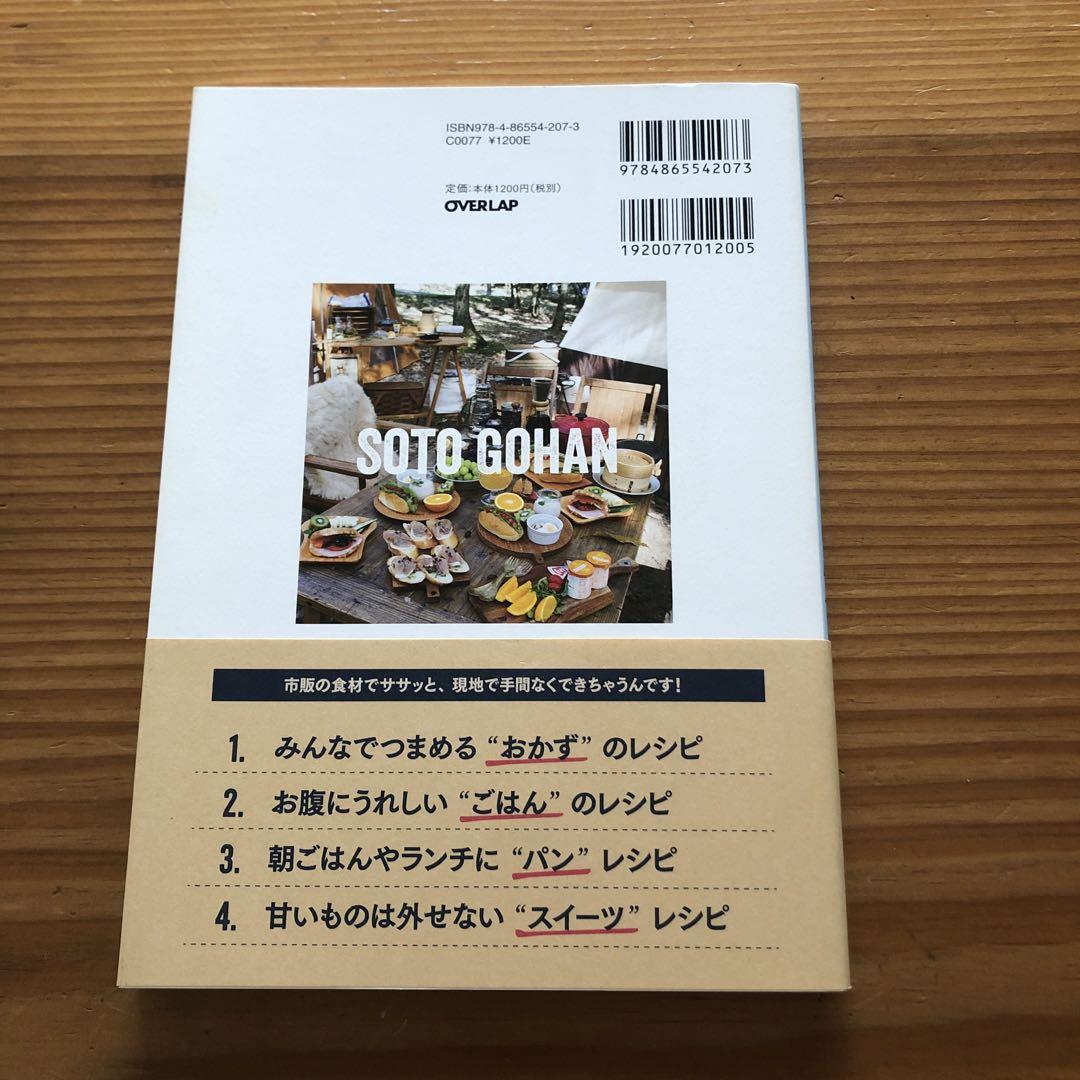 ISBN978-4-86554-207-3
C0077 ¥1200E
9784865542073
定価:本体1200円(税別)
OVERLAP
1920077012005
SOTO GOHAN
市販の食材でササッと、現地で手間なくできちゃうんです!
1. みんなでつまめる “おかず” のレシピ
2. お腹にうれしい “ごはん” のレシピ
3. 朝ごはんやランチに “パン” レシピ
4. 甘いものは外せない “スイーツ” レシピ